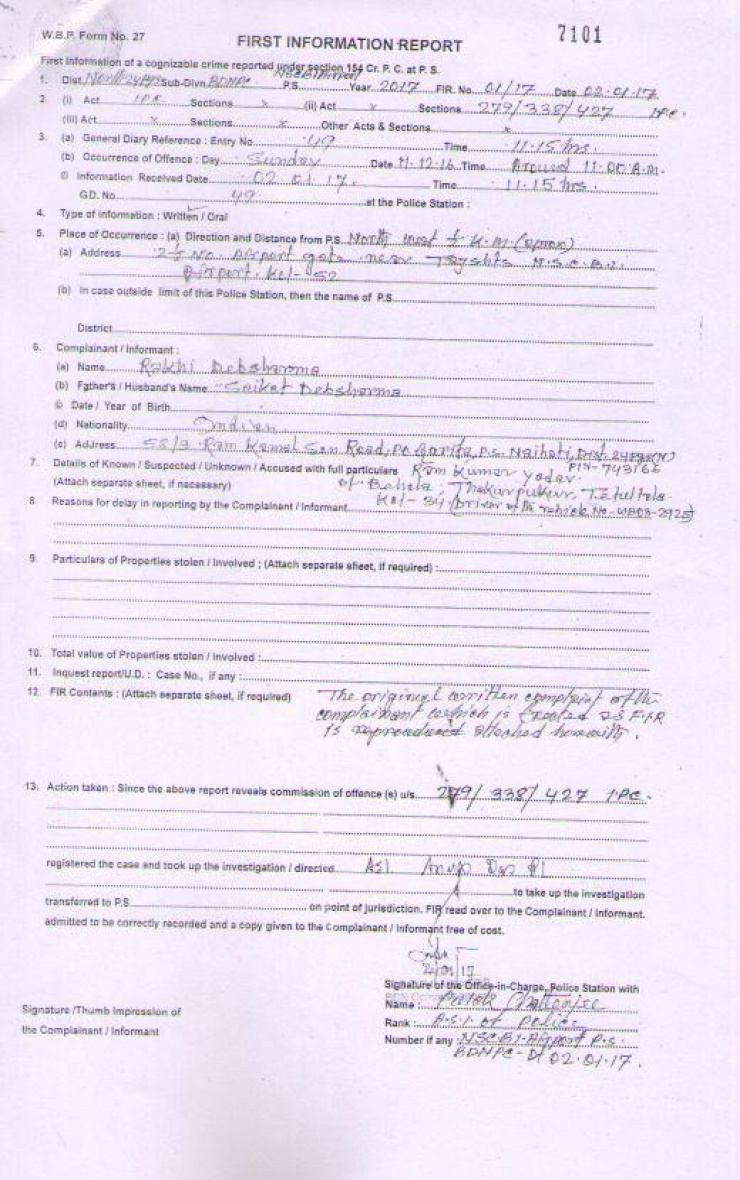 7101
W.B.P. Form No. 27
FIRST INFORMATION REPORT
First Information of a cognizable crime reported under section 154 Cr. P. C. at P. S.
1. Dist. North 24 Pgs Sub-Divn. BDNPC P.S. NSCBI Airport Year 2017 FIR. No. 01/17 Date 02.01.17
2. (i) Act IPC Sections x (ii) Act Sections 279/338/427 IPC.
(iii) Act x Sections x Other Acts & Sections x
3. (a) General Diary Reference : Entry No. 49 Time 11.15 hrs.
(b) Occurrence of Offence : Day Sunday Date 11.12.16 Time Around 11.00 A.M.
© Information Received Date 02.01.17. Time 11.15 hrs.
G.D. No. 49 at the Police Station :
4. Type of information : Written / Oral
5. Place of Occurrence : (a) Direction and Distance from P.S. North west ½ K.M (aprox)
(a) Address 2½ No. Airport gate near N.S.C.B.I.
Airport. Kol-52
(b) In case outside limit of this Police Station, then the name of P.S.
District
6. Complainant / Informant :
(a) Name Rakhi Debsharma
(b) Father's / Husband's Name Saikat Debsharma
© Date / Year of Birth
(d) Nationality Indian
(e) Address 58/3 Ram Kamal Sen Road, PO Garifa, P.S. Naihati, Dist. 24 Pgs (N)
PIN-743166
7. Details of Known / Suspected / Unknown / Accused with full particulars Ram Kumar Yadav
(Attach separate sheet, if necessary) of Behala, Thakurpukur, Tetultala.
8. Reasons for delay in reporting by the Complainant / Informant Kol-34 (Driver of the vehicle No-WB03-2925)
9. Particulars of Properties stolen / Involved : (Attach separate sheet, if required) :
10. Total value of Properties stolen / Involved :
11. Inquest report/U.D. : Case No., if any :
12. FIR Contents : (Attach separate sheet, if required) The original written complaint of the
complainant which is treated as FIR
is attached herewith.
13. Action taken : Since the above report reveals commission of offence (s) u/s. 279/338/427 IPC.
registered the case and took up the investigation / directed ASI Anup Das
to take up the investigation
transferred to P.S. on point of jurisdiction. FIR read over to the Complainant / Informant.
admitted to be correctly recorded and a copy given to the Complainant / Informant free of cost.
Signature of the Office-in-Charge, Police Station with
Name : Chatterjee
Rank : A.S.I. of Police
Number if any : NSCBI Airport P.S.
BDNPC Dt 02.01.17.
Signature /Thumb Impression of
the Complainant / Informant